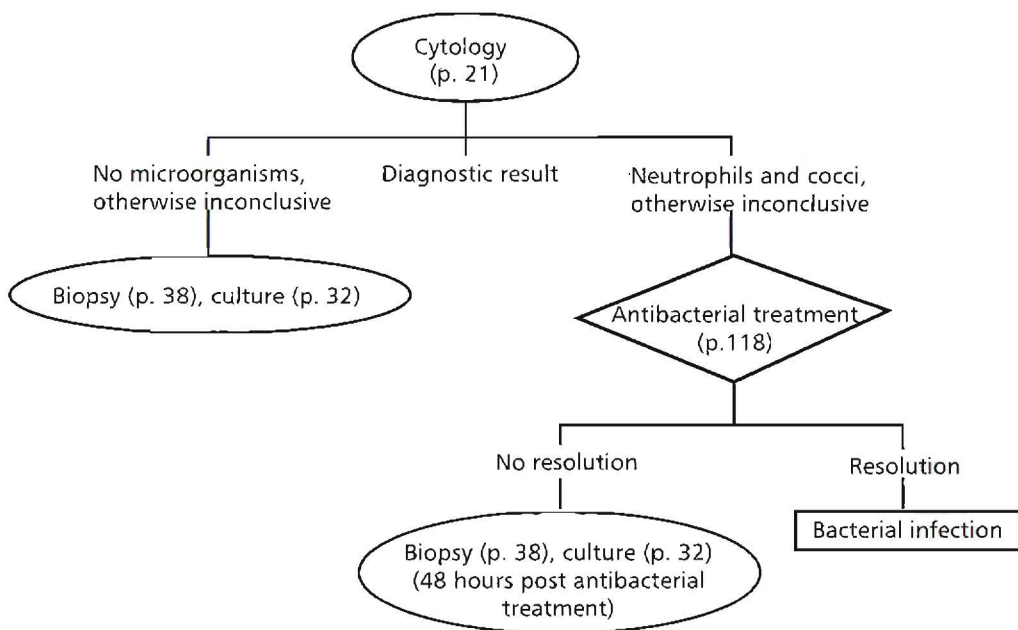 Cytology
(p. 21)
No microorganisms,
otherwise inconclusive
Diagnostic result
Neutrophils and cocci,
otherwise inconclusive
Biopsy (p. 38), culture (p. 32)
Antibacterial treatment
(p.118)
No resolution
Resolution
Biopsy (p. 38), culture (p. 32)
(48 hours post antibacterial
treatment)
Bacterial infection